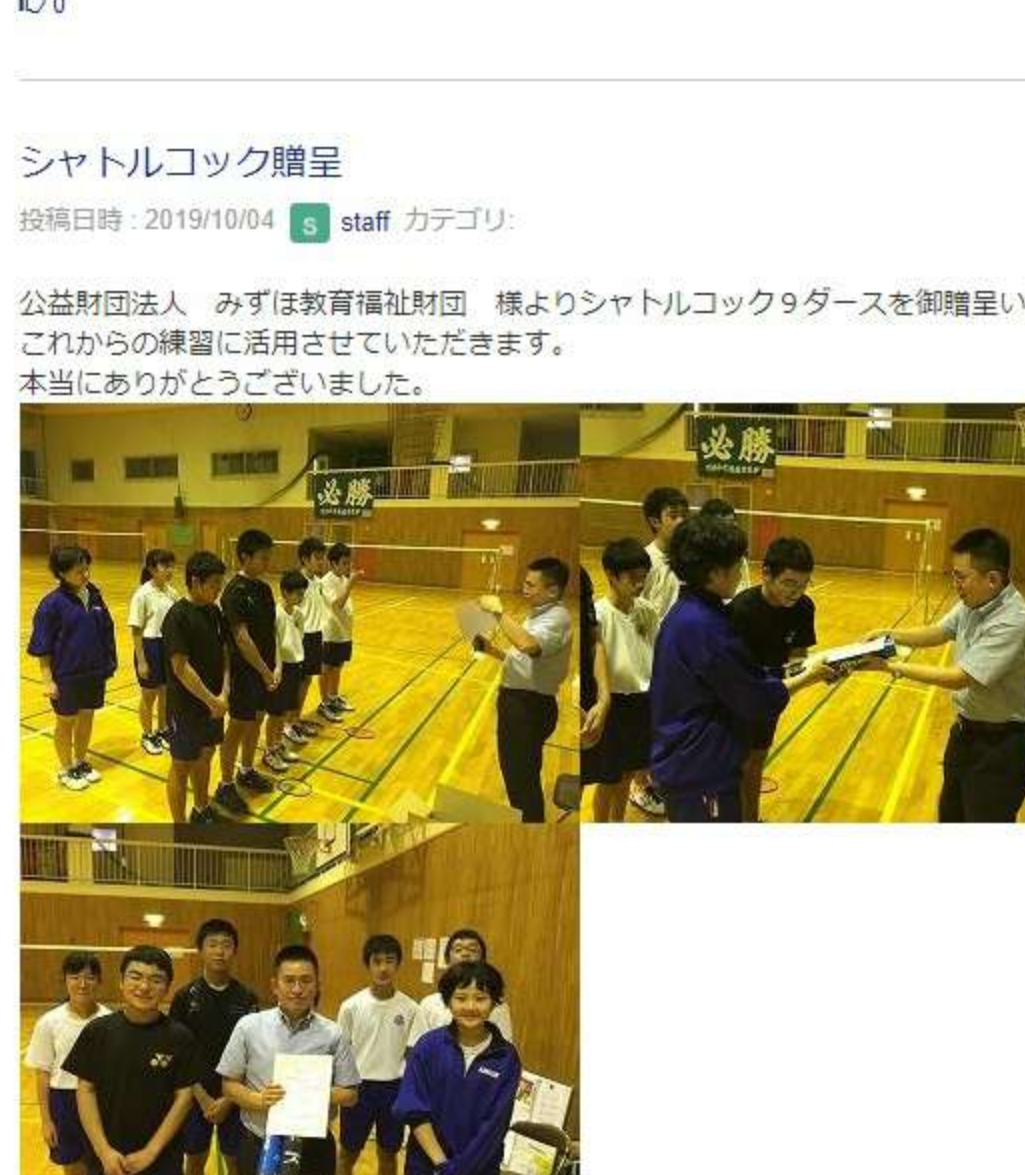 シャトルコック贈呈
投稿日時 : 2019/10/04 s staff カテゴリ:
公益財団法人　みずほ教育福祉財団　様よりシャトルコック９ダースを御贈呈い
これからの練習に活用させていただきます。
本当にありがとうございました。
必勝
必勝